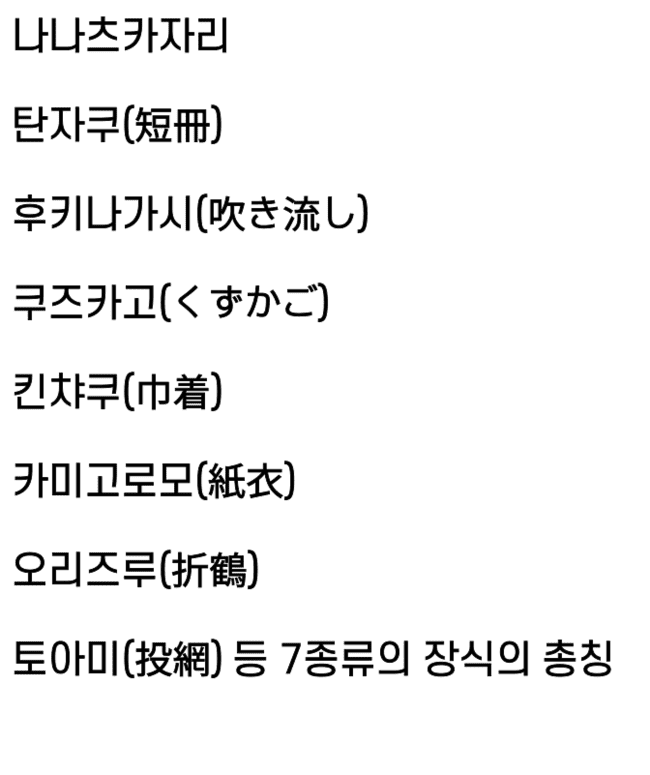 나나츠카자리
탄자쿠(短冊)
후키나가시(吹き流し)
쿠즈카고(くずかご)
킨챠쿠(巾着)
카미고로모(紙衣)
오리즈루(折鶴)
토아미(投網) 등 7종류의 장식의 총칭